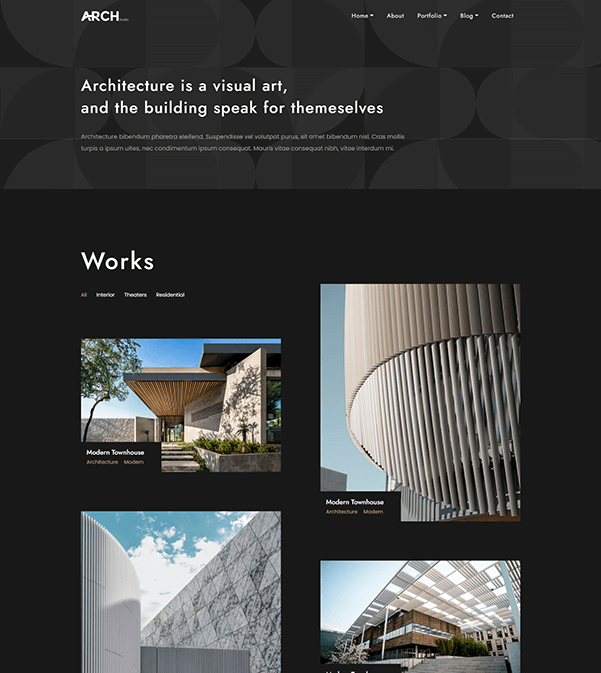 ARCH
Home About Portfolio Blog Contact
Architecture is a visual art,
and the building speak for themeselves
Architecture bibendum pharetra eleifend. Suspendisse vel volutpat purus, sit amet bibendum nisl. Cras mollis
turpis a ipsum ultes, nec condimentum ipsum consequat. Mauris vitae consequat nibh, vitae interdum mi.
Works
All Interior Theaters Residential
Modern Townhouse
Architecture Modern
Modern Townhouse
Architecture Modern